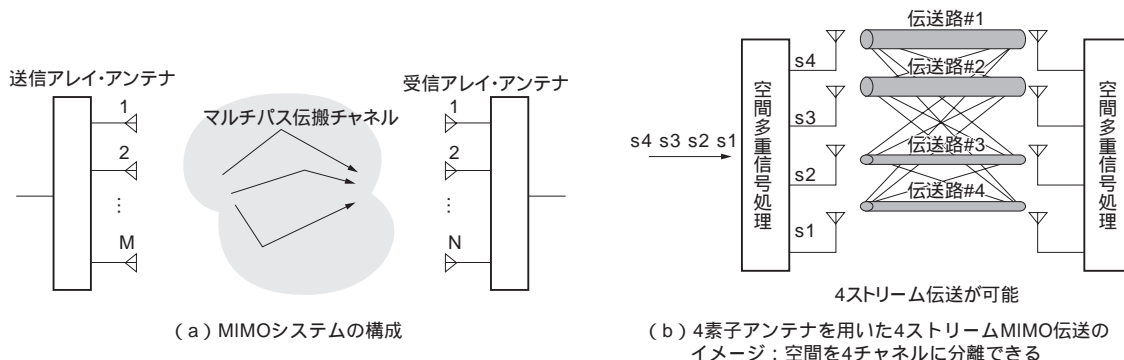 送信アレイ・アンテナ
受信アレイ・アンテナ
マルチパス伝搬チャネル
1
2
⋮
M
1
2
⋮
N
(a)MIMOシステムの構成
s4 s3 s2 s1
空間多重信号処理
s4
s3
s2
s1
伝送路#1
伝送路#2
伝送路#3
伝送路#4
空間多重信号処理
4ストリーム伝送が可能
(b)4素子アンテナを用いた4ストリームMIMO伝送の
イメージ:空間を4チャネルに分離できる